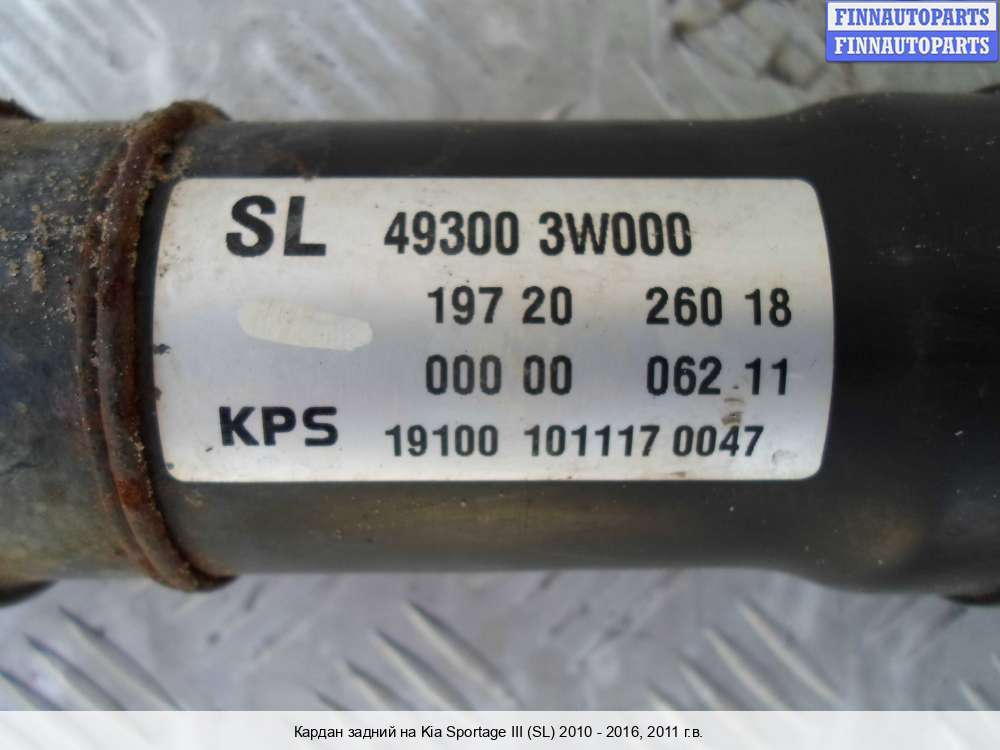 FINNAUTOPARTS
FINNAUTOPARTS
SL 49300 3W000
197 20 260 18
000 00 062 11
KPS 19100 101117 0047
Кардан задний на Kia Sportage III (SL) 2010 - 2016, 2011 г.в.